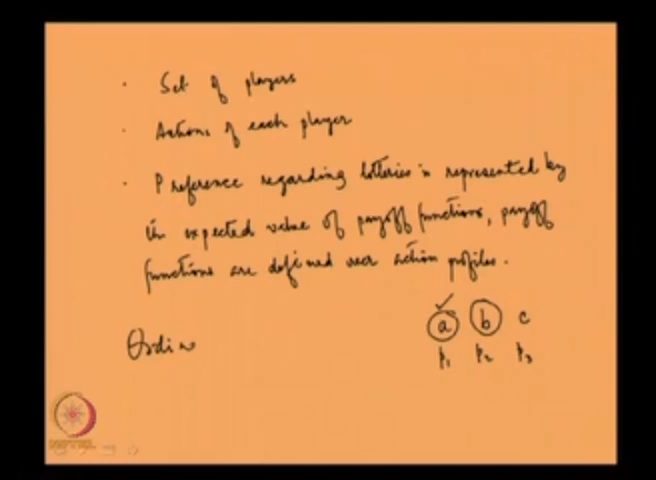 · Set of players
· Actions of each player
· Preference regarding lotteries is represented by
the expected value of payoff functions, payoff
functions are defined over action profiles.
a b c
Ordin
p₁ p₂ p₃